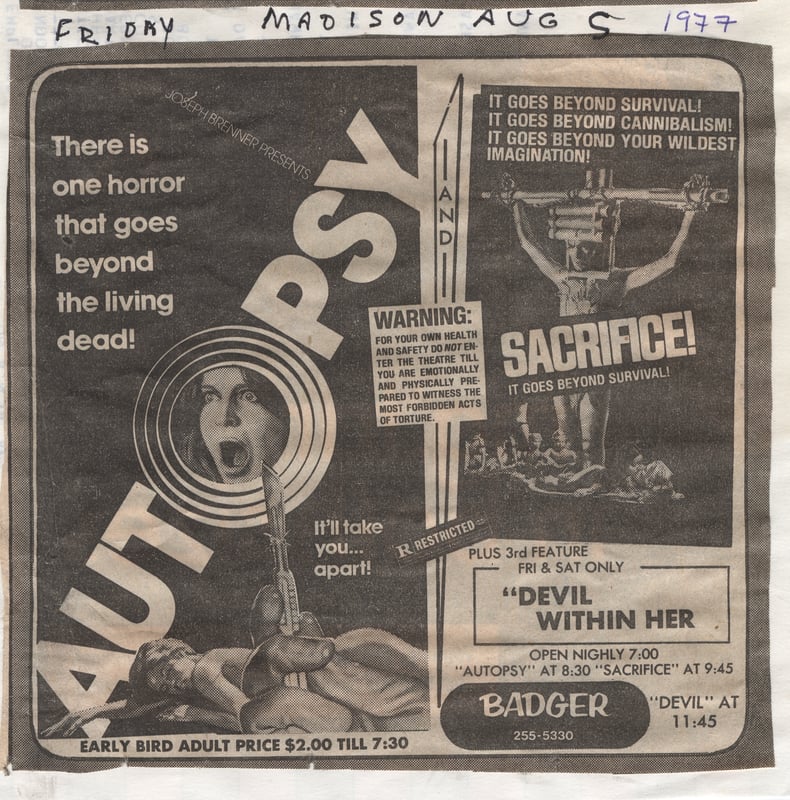 FRIDAY MADISON AUG 5 1977
JOSEPH BRENNER PRESENTS
There is
one horror
that goes
beyond
the living
dead!
AUTOPSY
It'll take
you...
apart!
EARLY BIRD ADULT PRICE $2.00 TILL 7:30
AND
WARNING:
FOR YOUR OWN HEALTH
AND SAFETY DO NOT EN-
TER THE THEATRE TILL
YOU ARE EMOTIONALLY
AND PHYSICALLY PRE-
PARED TO WITNESS THE
MOST FORBIDDEN ACTS
OF TORTURE.
R RESTRICTED
IT GOES BEYOND SURVIVAL!
IT GOES BEYOND CANNIBALISM!
IT GOES BEYOND YOUR WILDEST
IMAGINATION!
SACRIFICE!
IT GOES BEYOND SURVIVAL!
PLUS 3rd FEATURE
FRI & SAT ONLY
"DEVIL
WITHIN HER
OPEN NIGHLY 7:00
"AUTOPSY" AT 8:30 "SACRIFICE" AT 9:45
"DEVIL" AT
11:45
BADGER
255-5330